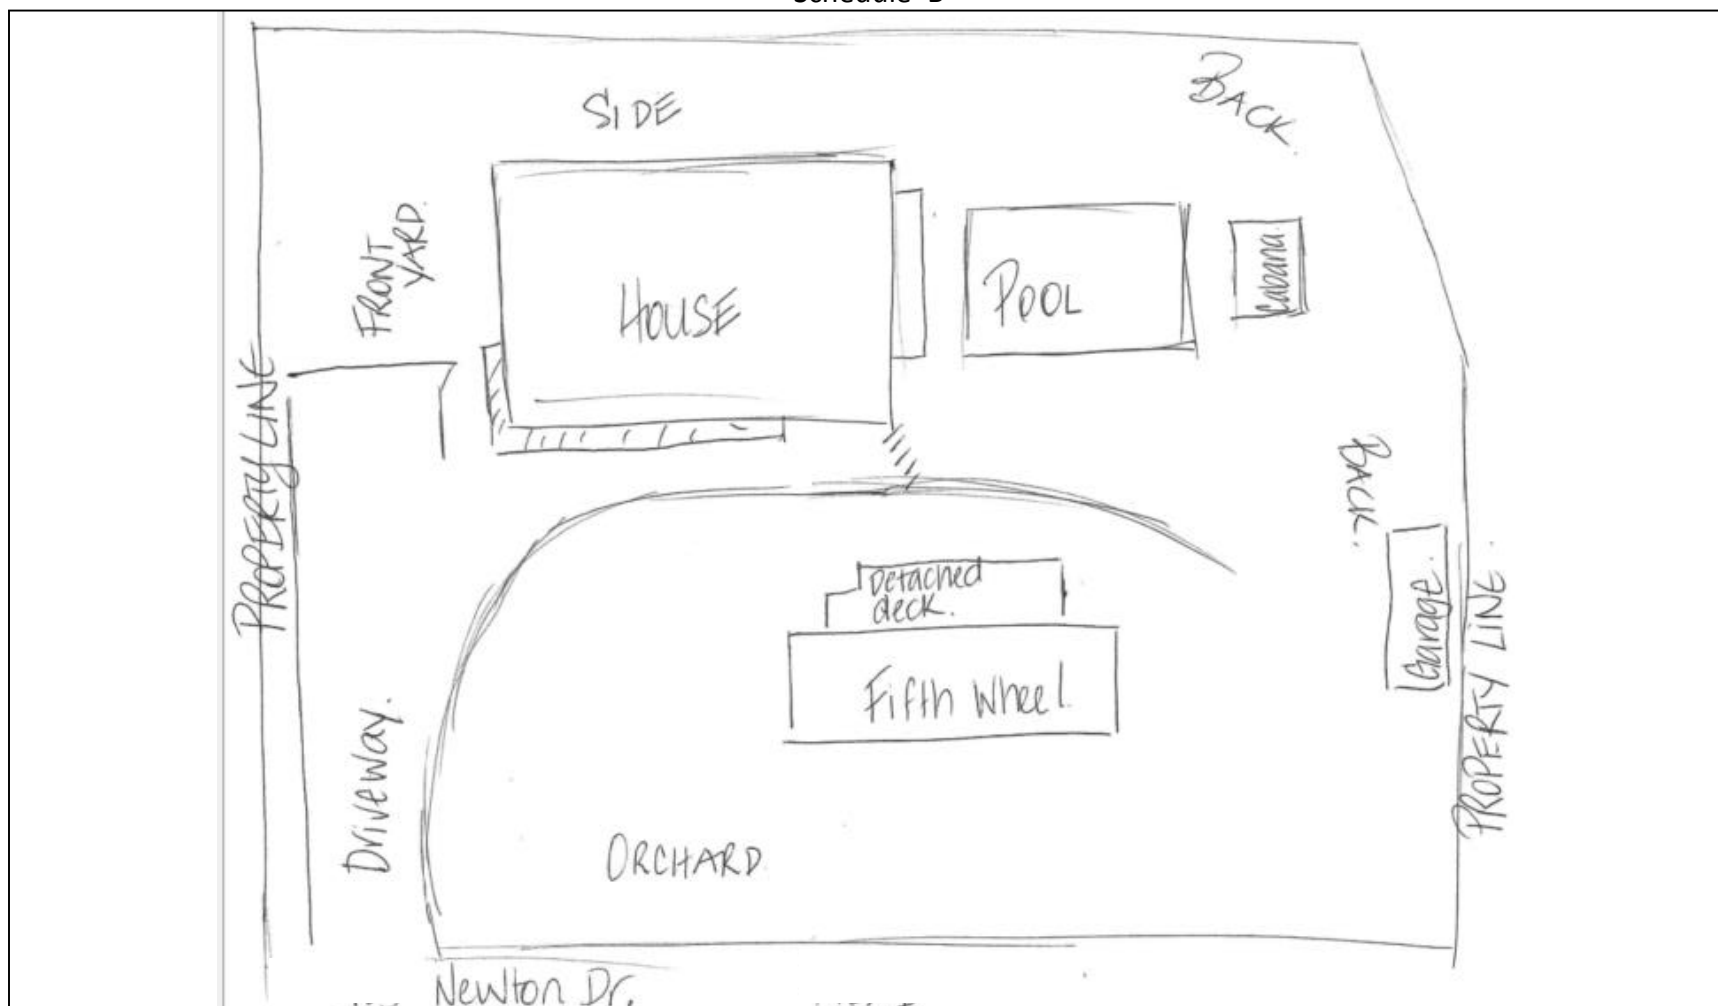 SIDE
BACK.
FRONT
YARD.
HOUSE
POOL
Cabana.
PROPERTY LINE
BACK.
Detached
deck.
Garage.
Fifth Wheel
PROPERTY LINE.
Driveway.
ORCHARD
Newton Dr.